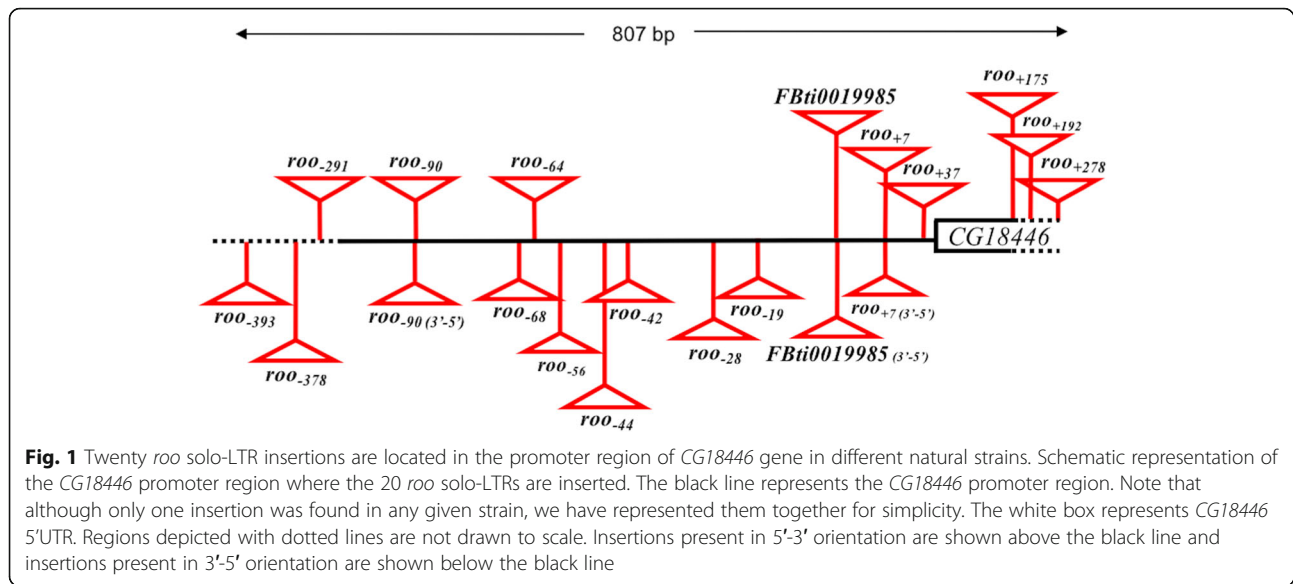 807 bp
roo+175
FBti0019985
roo+192
roo+7
roo-291
roo-90
roo-64
roo+37
roo+278
CG18446
roo-393
roo-90 (3'-5')
roo-68
roo-42
roo-19
roo+7 (3'-5')
roo-378
roo-56
roo-28
FBti0019985 (3'-5')
roo-44
Fig. 1 Twenty roo solo-LTR insertions are located in the promoter region of CG18446 gene in different natural strains. Schematic representation of
the CG18446 promoter region where the 20 roo solo-LTRs are inserted. The black line represents the CG18446 promoter region. Note that
although only one insertion was found in any given strain, we have represented them together for simplicity. The white box represents CG18446
5'UTR. Regions depicted with dotted lines are not drawn to scale. Insertions present in 5'-3' orientation are shown above the black line and
insertions present in 3'-5' orientation are shown below the black line